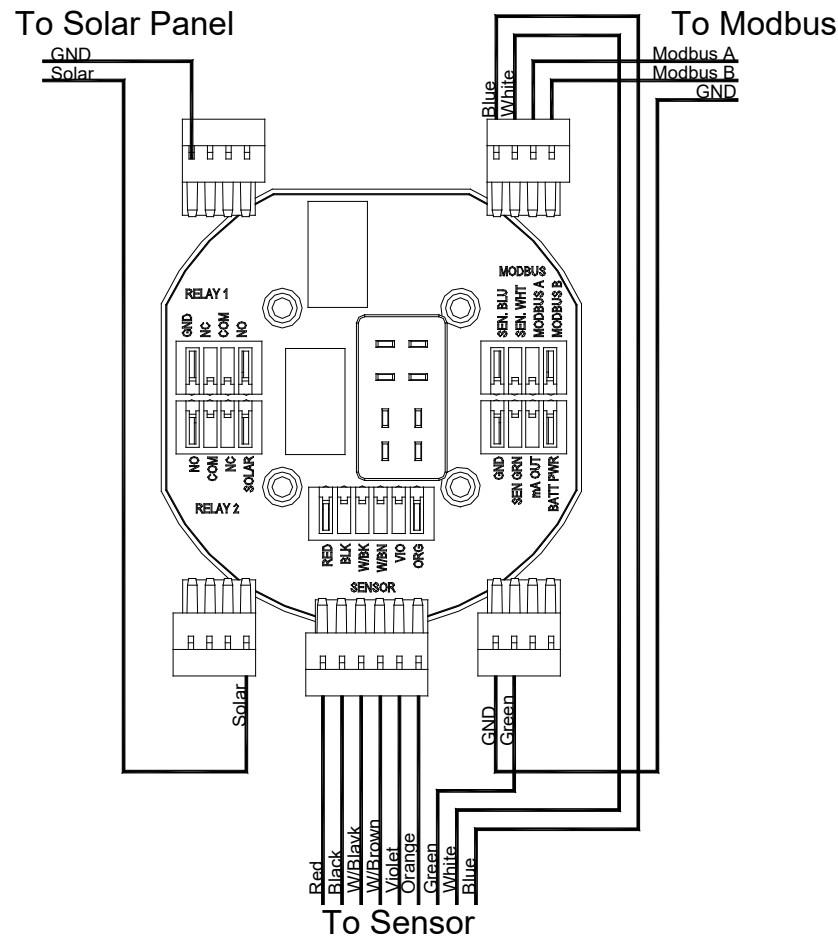 To Solar Panel
To Modbus
GND
Solar
Modbus A
Modbus B
GND
Blue
White
MODBUS
RELAY 1
GND
NC
COM
NO
SEN. BLU
SEN. WHT
MODBUS A
MODBUS B
NO
COM
NC
SOLAR
GND
SEN GRN
mA OUT
BATT PWR
RELAY 2
RED
BLK
W/BK
W/BN
VIO
ORG
SENSOR
Solar
GND
Green
Red
Black
W/Blavk
W/Brown
Violet
Orange
Green
White
Blue
To Sensor